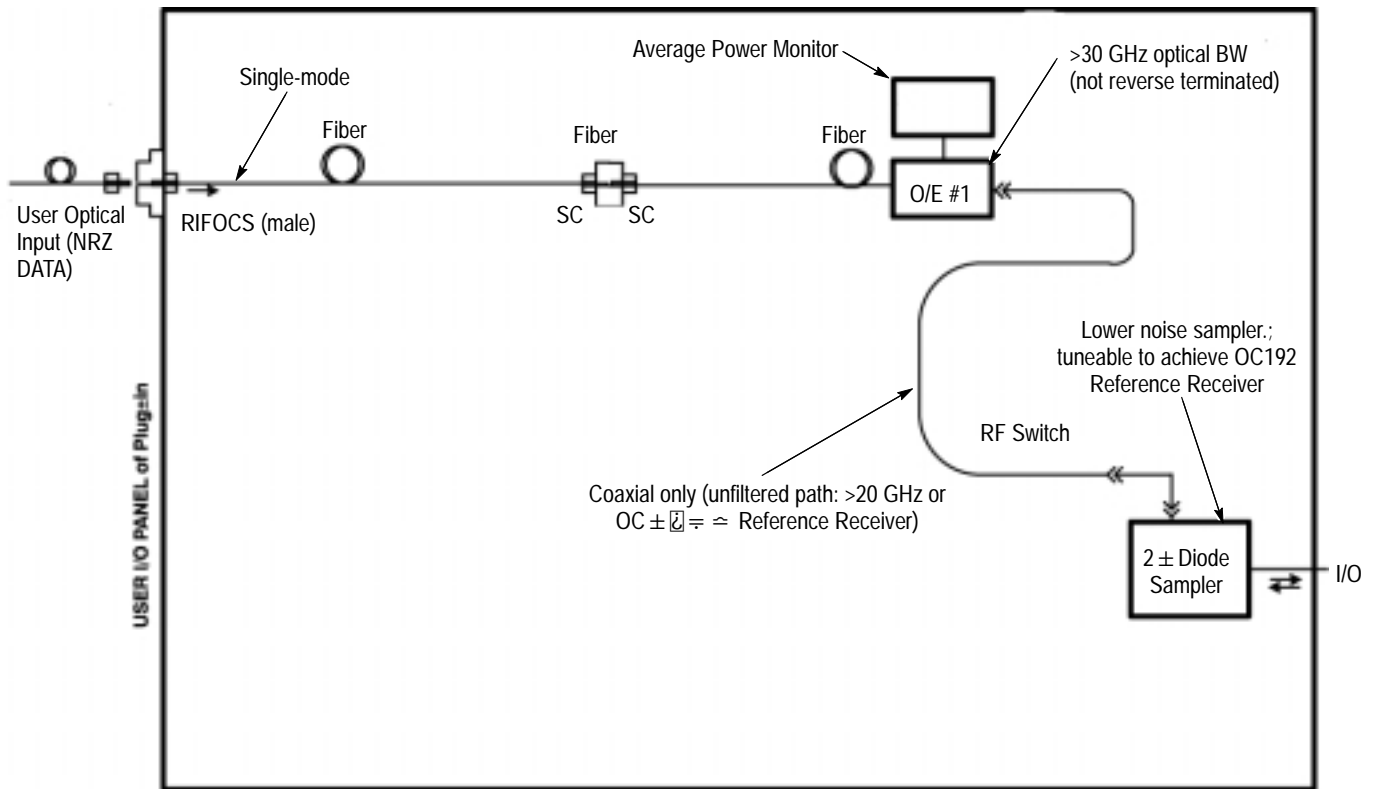 Average Power Monitor
>30 GHz optical BW
(not reverse terminated)
Single-mode
Fiber
Fiber
Fiber
O/E #1
SC
SC
User Optical
Input (NRZ
DATA)
RIFOCS (male)
Lower noise sampler.;
tuneable to achieve OC192
Reference Receiver
USER I/O PANEL of Plug±in
RF Switch
Coaxial only (unfiltered path: >20 GHz or
OC ± Reference Receiver)
2 ± Diode
Sampler
I/O